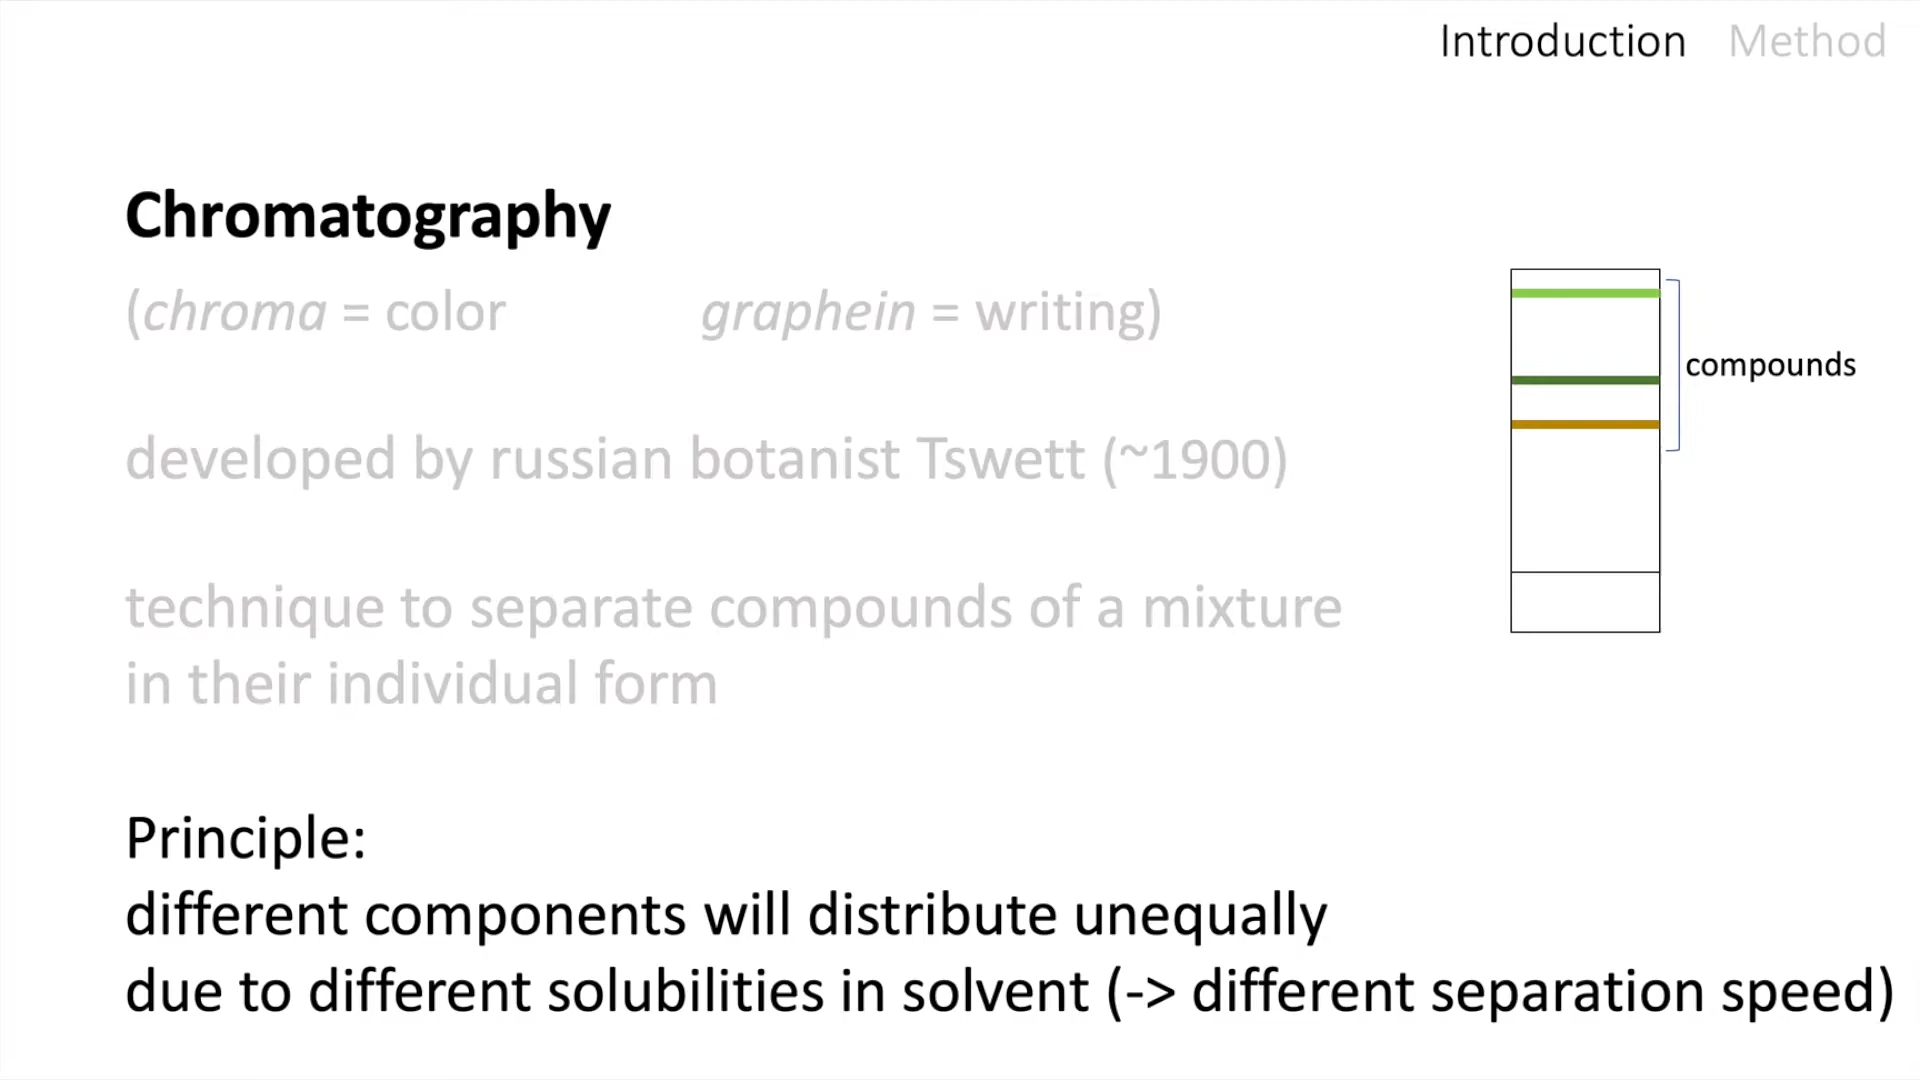 Introduction Method
Chromatography
(chroma = color graphein = writing)
compounds
developed by russian botanist Tswett (~1900)
technique to separate compounds of a mixture
in their individual form
Principle:
different components will distribute unequally
due to different solubilities in solvent (-> different separation speed)